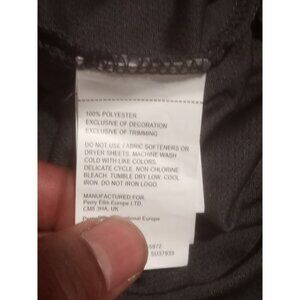 100% POLYESTER
EXCLUSIVE OF DECORATION
EXCLUSIVE OF TRIMMING
DO NOT USE FABRIC SOFTENERS OR
DRYER SHEETS. MACHINE WASH
COLD WITH LIKE COLORS.
DELICATE CYCLE. NON CHLORINE
BLEACH. TUMBLE DRY LOW. COOL
IRON. DO NOT IRON LOGO.
MANUFACTURED FOR:
Perry Ellis Europe LTD.
UK
Perry Europe